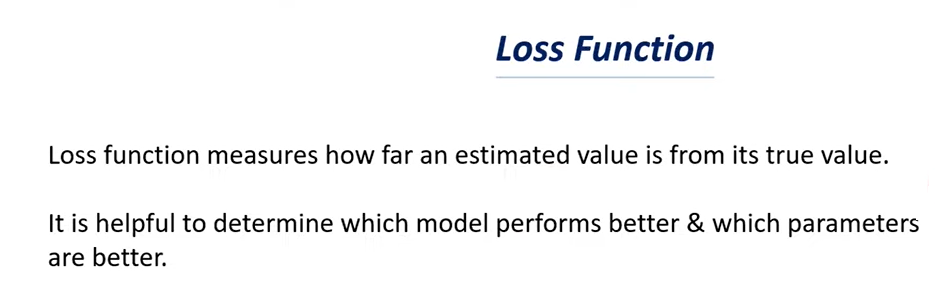 Loss Function
Loss function measures how far an estimated value is from its true value.
It is helpful to determine which model performs better & which parameters
are better.